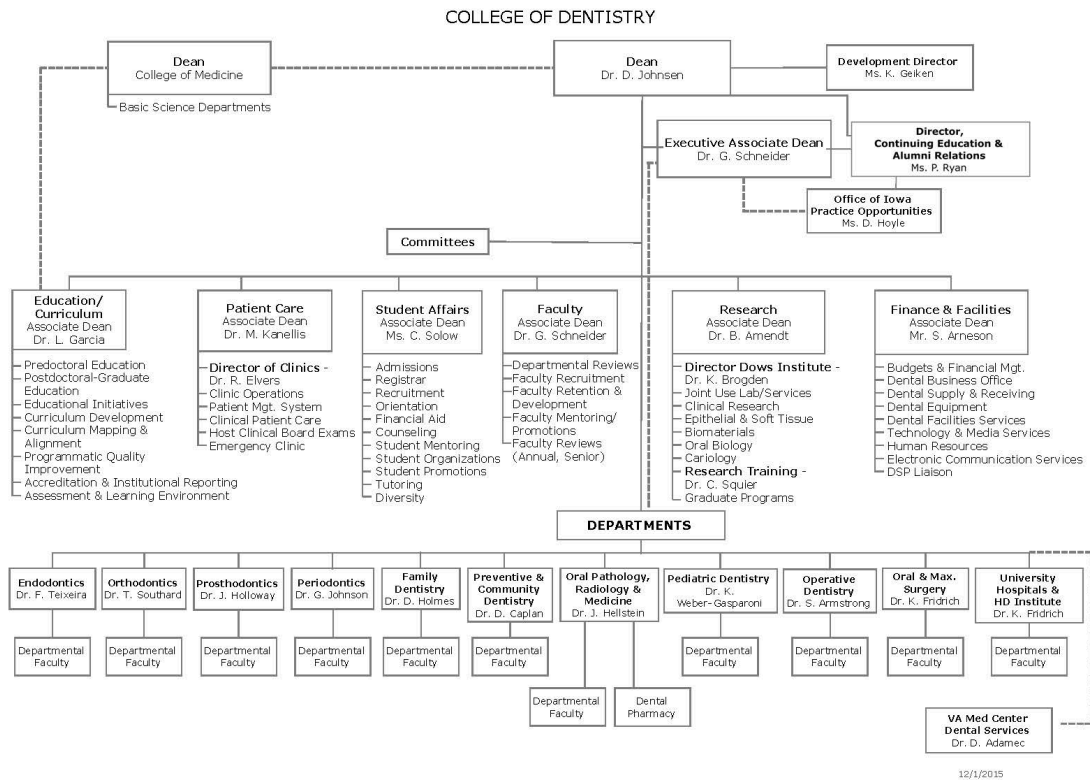 COLLEGE OF DENTISTRY
Dean
College of Medicine
Basic Science Departments
Dean
Dr. D. Johnsen
Development Director
Ms. K. Geiken
Executive Associate Dean
Dr. G. Schneider
Director,
Continuing Education &
Alumni Relations
Ms. P. Ryan
Office of Iowa
Practice Opportunities
Ms. D. Hoyle
Committees
Education/
Curriculum
Associate Dean
Dr. L. Garcia
Predoctoral Education
Postdoctoral-Graduate
Education
Educational Initiatives
Curriculum Development
Curriculum Mapping &
Alignment
Programmatic Quality
Improvement
Accreditation & Institutional Reporting
Assessment & Learning Environment
Patient Care
Associate Dean
Dr. M. Kanellis
Director of Clinics -
Dr. R. Elvers
Clinic Operations
Patient Mgt. System
Clinical Patient Care
Host Clinical Board Exams
Emergency Clinic
Student Affairs
Associate Dean
Ms. C. Solow
Admissions
Registrar
Recruitment
Orientation
Financial Aid
Counseling
Student Mentoring
Student Organizations
Student Promotions
Tutoring
Diversity
Faculty
Associate Dean
Dr. G. Schneider
Departmental Reviews
Faculty Recruitment
Faculty Retention &
Development
Faculty Mentoring/
Promotions
Faculty Reviews
(Annual, Senior)
Research
Associate Dean
Dr. B. Amendt
Director Dows Institute -
Dr. K. Brogden
Joint Use Lab/Services
Clinical Research
Epithelial & Soft Tissue
Biomaterials
Oral Biology
Cariology
Research Training -
Dr. C. Squier
Graduate Programs
Finance & Facilities
Associate Dean
Mr. S. Arneson
Budgets & Financial Mgt.
Dental Business Office
Dental Supply & Receiving
Dental Equipment
Dental Facilities Services
Technology & Media Services
Human Resources
Electronic Communication Services
DSP Liaison
DEPARTMENTS
Endodontics
Dr. F. Teixeira
Departmental
Faculty
Orthodontics
Dr. T. Southard
Departmental
Faculty
Prosthodontics
Dr. J. Holloway
Departmental
Faculty
Periodontics
Dr. G. Johnson
Departmental
Faculty
Family
Dentistry
Dr. D. Holmes
Departmental
Faculty
Preventive &
Community
Dentistry
Dr. D. Caplan
Departmental
Faculty
Oral Pathology,
Radiology &
Medicine
Dr. J. Hellstein
Departmental
Faculty
Dental
Pharmacy
Pediatric Dentistry
Dr. K.
Weber-Gasparoni
Departmental
Faculty
Operative
Dentistry
Dr. S. Armstrong
Departmental
Faculty
Oral & Max.
Surgery
Dr. K. Fridrich
Departmental
Faculty
University
Hospitals &
HD Institute
Dr. K. Fridrich
Departmental
Faculty
VA Med Center
Dental Services
Dr. D. Adamec
12/1/2015